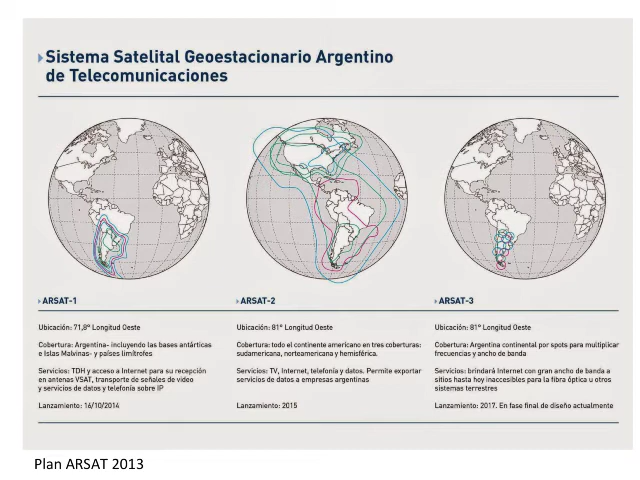 Sistema Satelital Geoestacionario Argentino
de Telecomunicaciones
ARSAT-1
Ubicación: 71,8° Longitud Oeste
Cobertura: Argentina- incluyendo las bases antárticas
e Islas Malvinas- y países limítrofes
Servicios: TDH y acceso a Internet para su recepción
en antenas VSAT, transporte de señales de video
y servicios de datos y telefonía sobre IP
Lanzamiento: 16/10/2014
ARSAT-2
Ubicación: 81° Longitud Oeste
Cobertura: todo el continente americano en tres coberturas:
sudamericana, norteamericana y hemisférica.
Servicios: TV, Internet, telefonía y datos. Permite exportar
servicios de datos a empresas argentinas
Lanzamiento: 2015
ARSAT-3
Ubicación: 81° Longitud Oeste
Cobertura: Argentina continental por spots para multiplicar
frecuencias y ancho de banda
Servicios: brindará Internet con gran ancho de banda a
sitios hasta hoy inaccesibles para la fibra óptica u otros
sistemas terrestres
Lanzamiento: 2017. En fase final de diseño actualmente
Plan ARSAT 2013